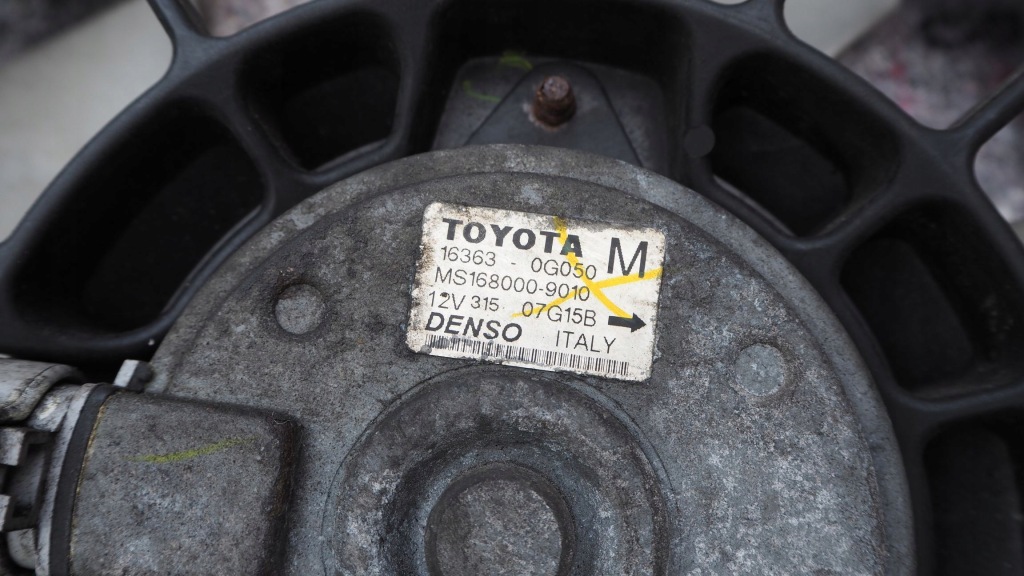 TOYOTA M
16363 - 0G050
MS168000-9010
12V 315 07G15B
DENSO ITALY